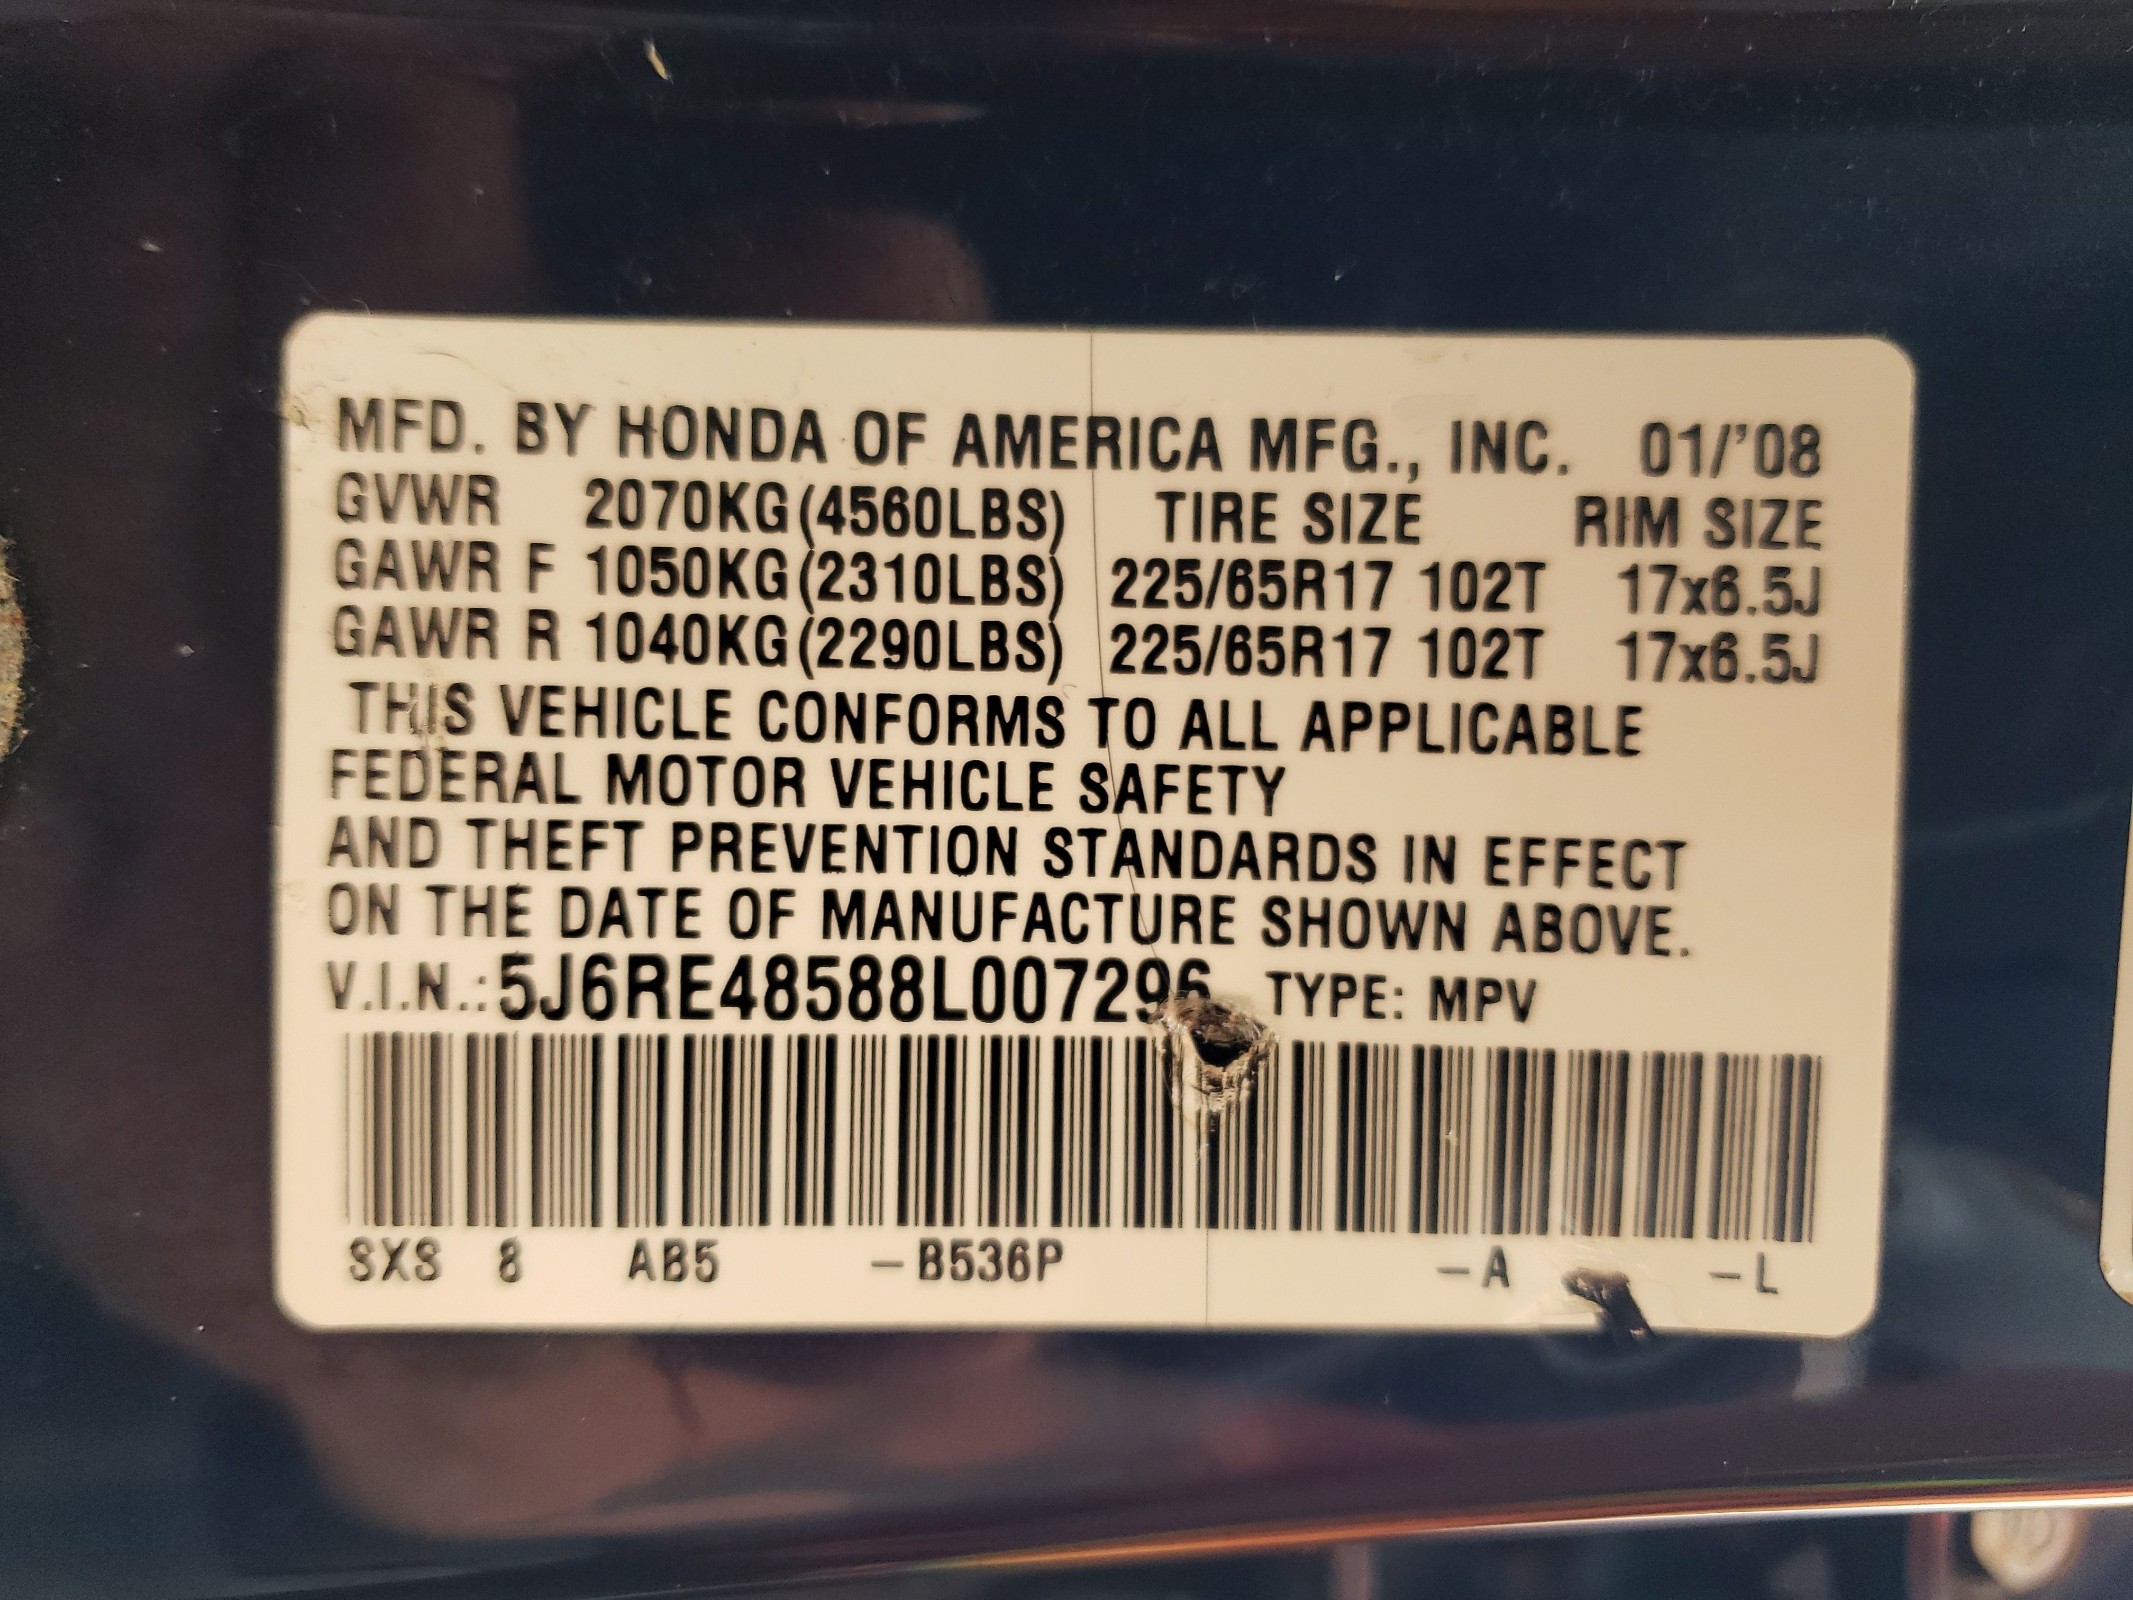 MFD. BY HONDA OF AMERICA MFG., INC. 01/'08
GVWR 2070KG(4560LBS) TIRE SIZE RIM SIZE
GAWR F 1050KG(2310LBS) 225/65R17 102T 17x6.5J
GAWR R 1040KG(2290LBS) 225/65R17 102T 17x6.5J
THIS VEHICLE CONFORMS TO ALL APPLICABLE
FEDERAL MOTOR VEHICLE SAFETY
AND THEFT PREVENTION STANDARDS IN EFFECT
ON THE DATE OF MANUFACTURE SHOWN ABOVE.
V.I.N.: 5J6RE48588L007296 TYPE: MPV
SXS 8 AB5 -B536P -A -L